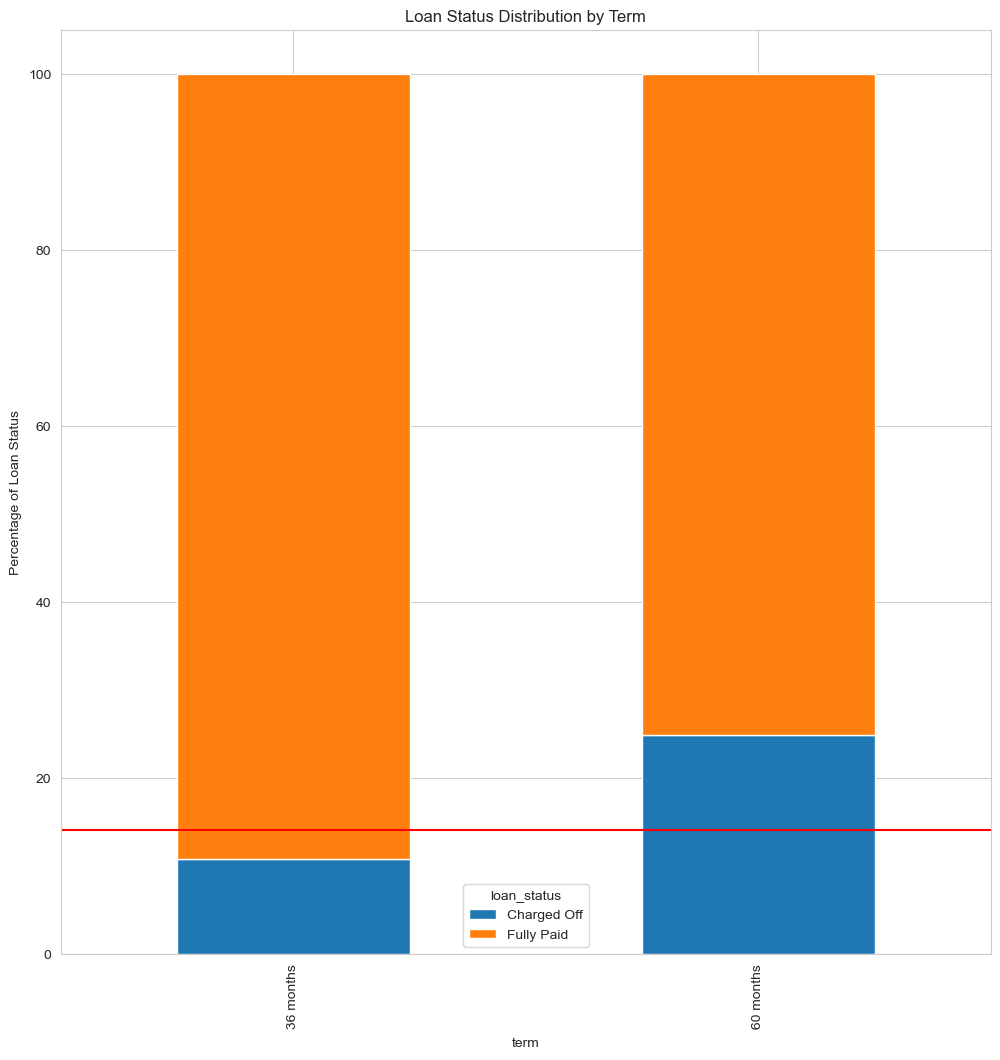 Loan Status Distribution by Term
Percentage of Loan Status
100
80
60
40
20
0
loan_status
Charged Off
Fully Paid
36 months
60 months
term